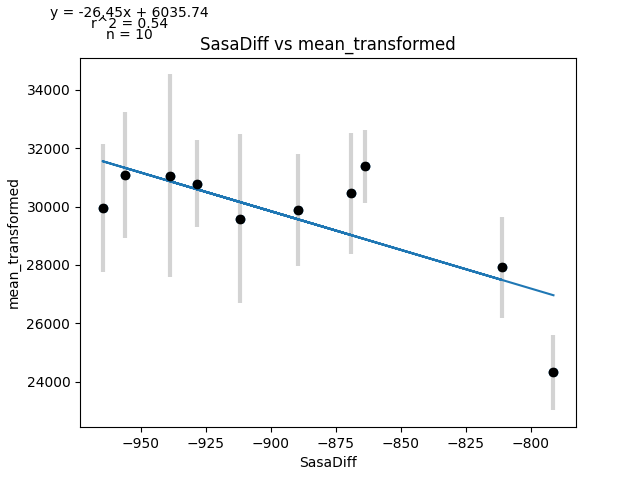 y = -26.45x + 6035.74
r^2 = 0.54
n = 10
SasaDiff vs mean_transformed
34000
32000
30000
28000
26000
24000
mean_transformed
−950
−925
−900
−875
−850
−825
−800
SasaDiff